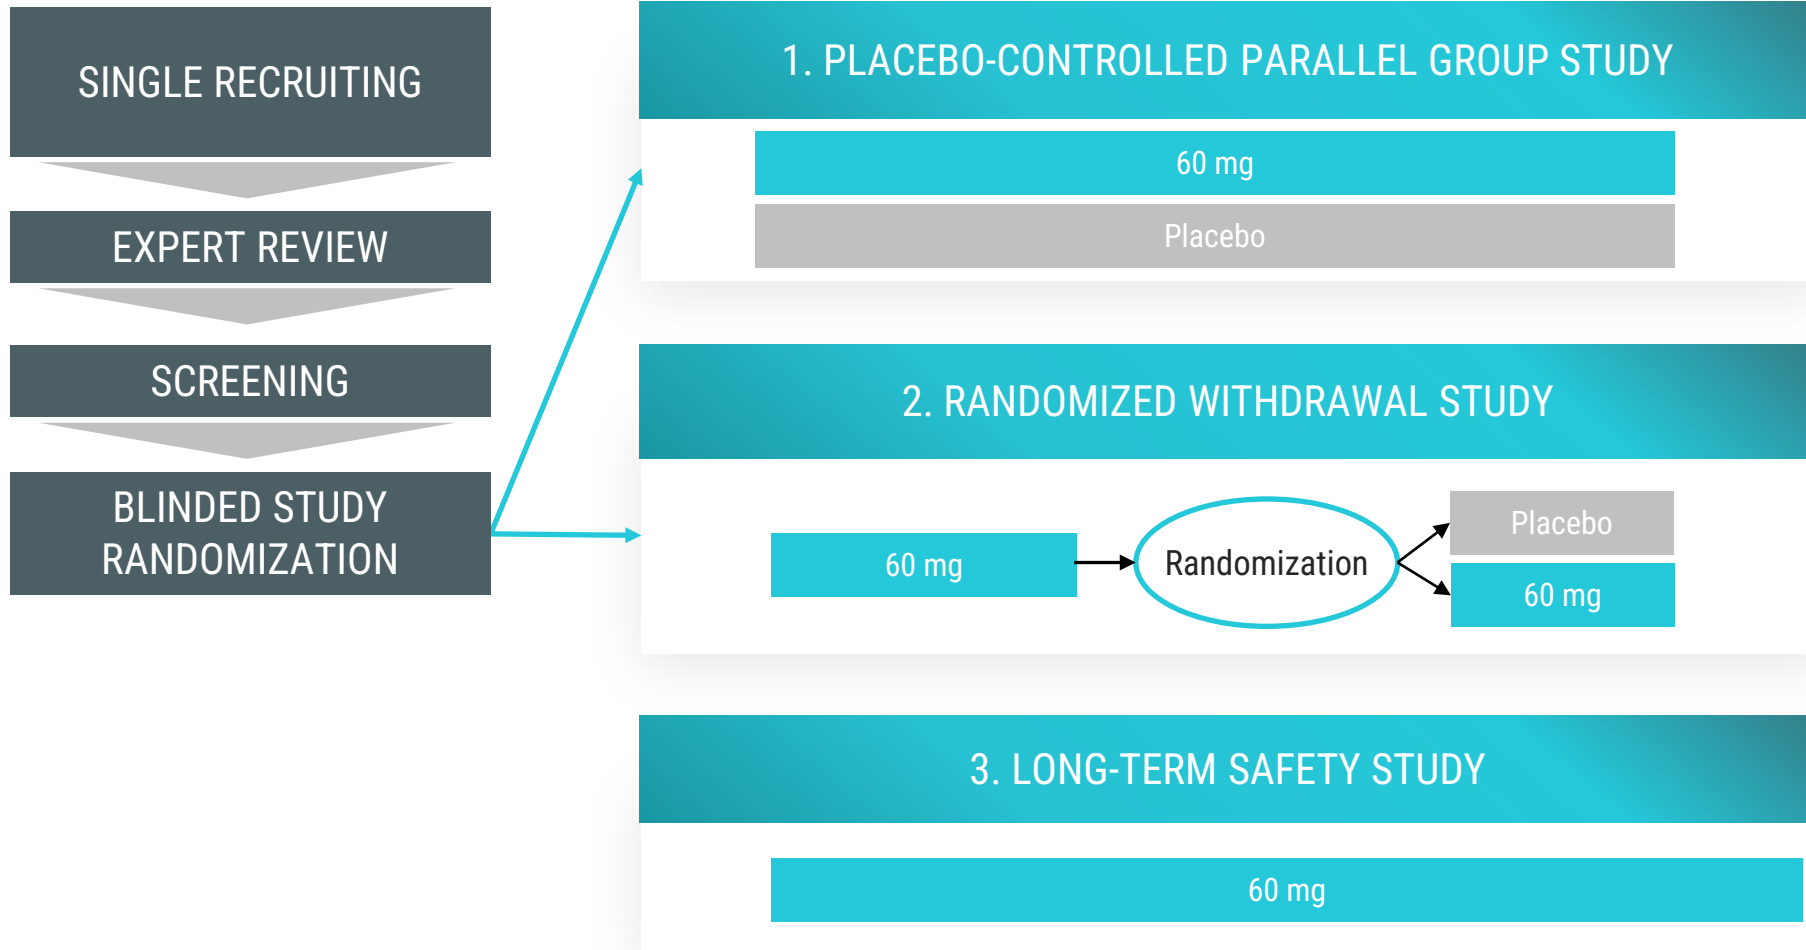 SINGLE RECRUITING
EXPERT REVIEW
SCREENING
BLINDED STUDY
RANDOMIZATION
1. PLACEBO-CONTROLLED PARALLEL GROUP STUDY
60 mg
Placebo
2. RANDOMIZED WITHDRAWAL STUDY
60 mg
Randomization
Placebo
60 mg
3. LONG-TERM SAFETY STUDY
60 mg